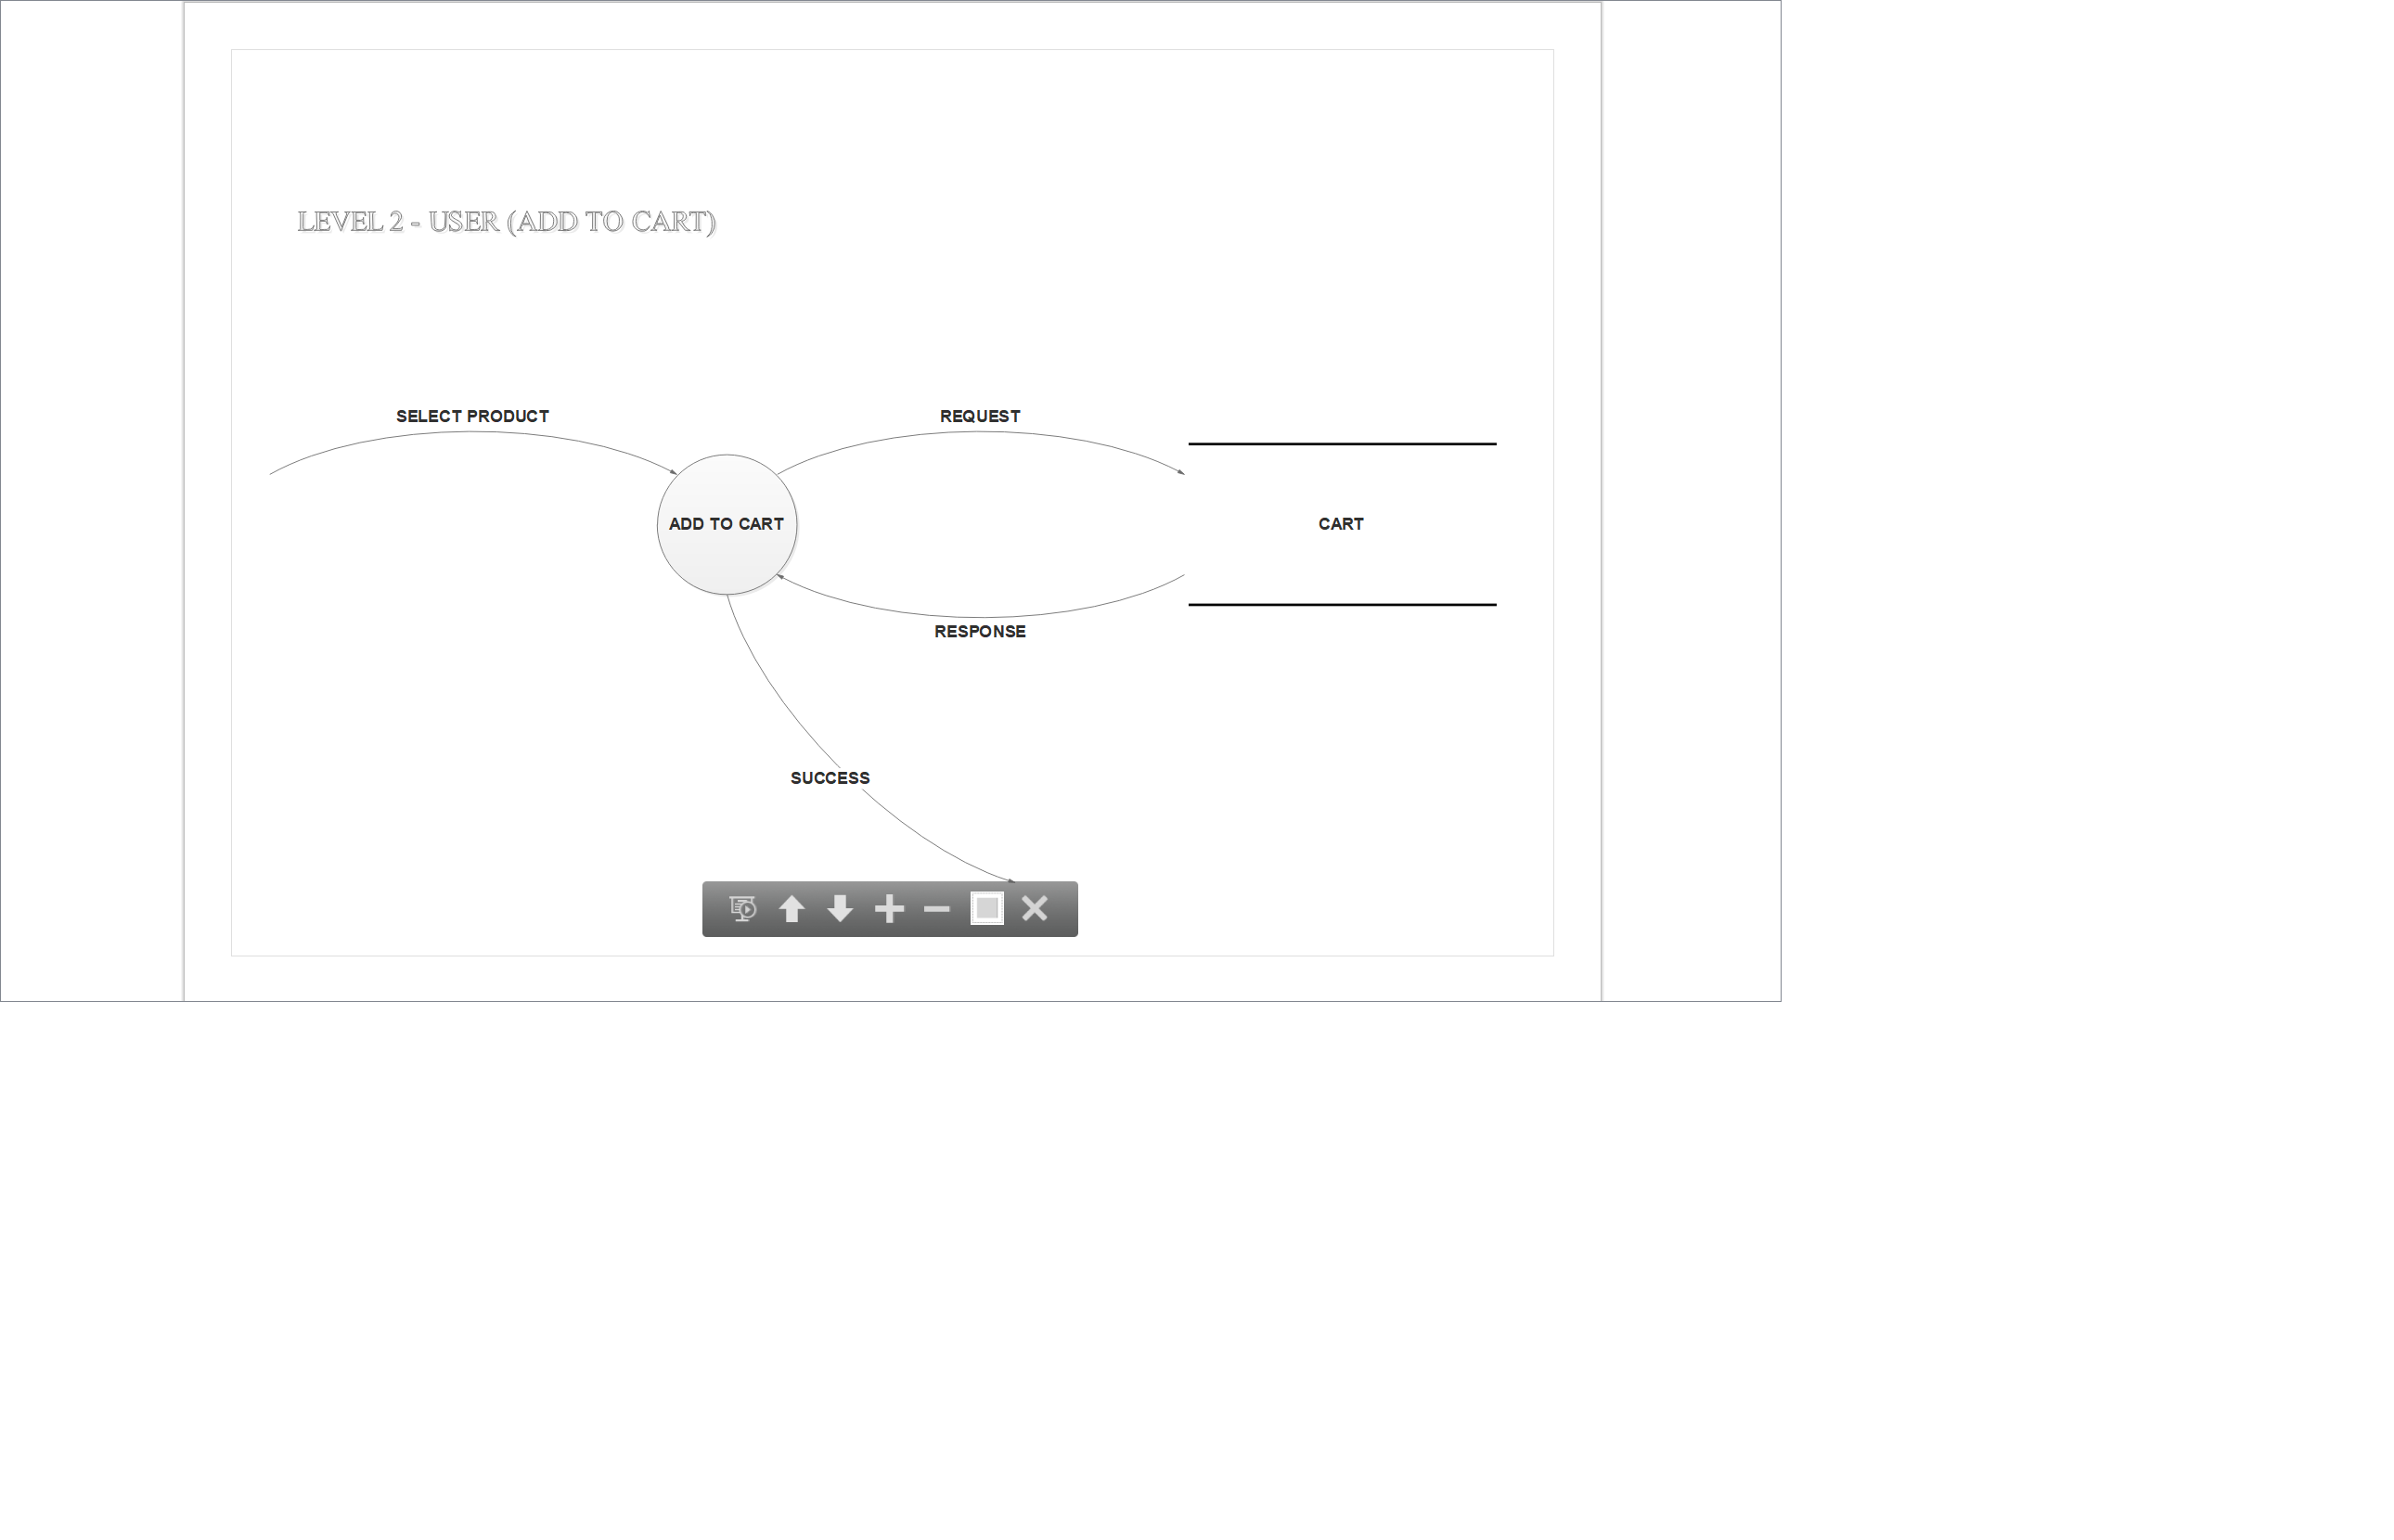 LEVEL 2 - USER (ADD TO CART)
SELECT PRODUCT
REQUEST
ADD TO CART
CART
RESPONSE
SUCCESS